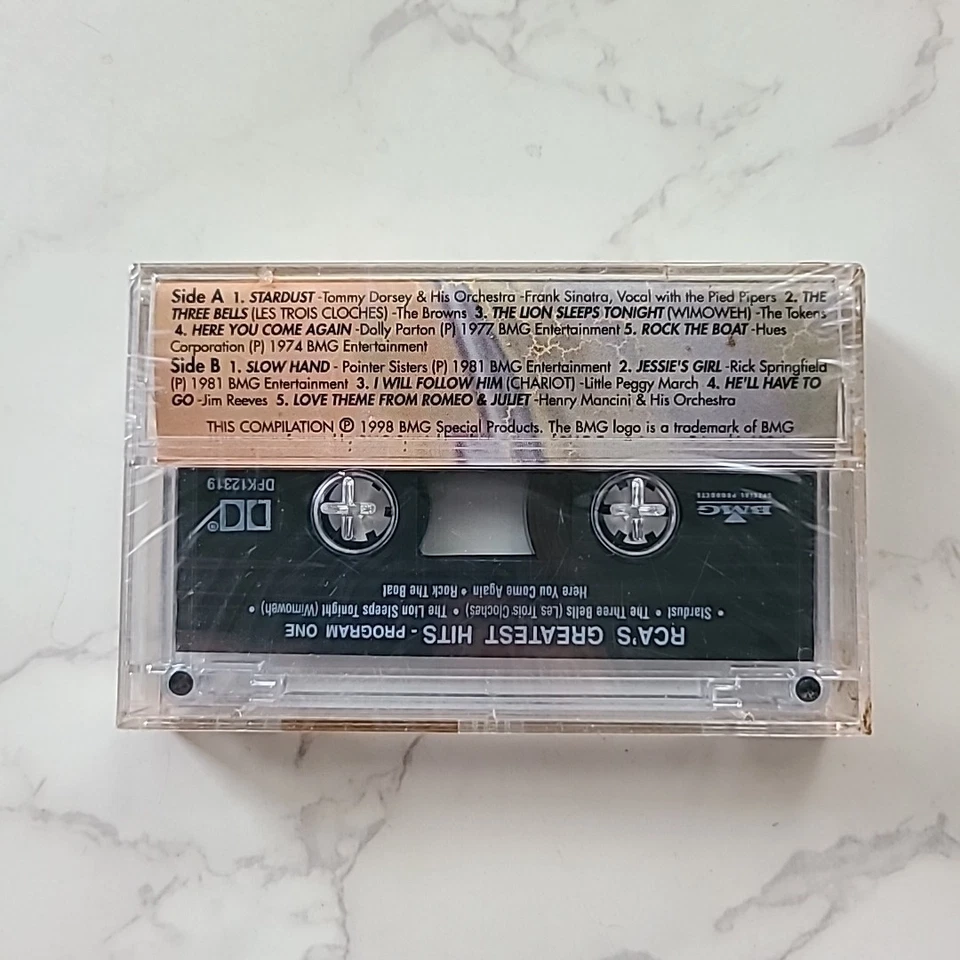 Side A 1. STARDUST -Tommy Dorsey & His Orchestra -Frank Sinatra, Vocal with the Pied Pipers 2. THE
THREE BELLS (LES TROIS CLOCHES) -The Browns 3. THE LION SLEEPS TONIGHT (WIMOWEH) -The Tokens
4. HERE YOU COME AGAIN -Dolly Parton (P) 1977 BMG Entertainment 5. ROCK THE BOAT -Hues
Corporation (P) 1974 BMG Entertainment
Side B 1. SLOW HAND - Pointer Sisters (P) 1981 BMG Entertainment 2. JESSIE'S GIRL -Rick Springfield
(P) 1981 BMG Entertainment 3. I WILL FOLLOW HIM (CHARIOT) -Little Peggy March 4. HE'LL HAVE TO
GO -Jim Reeves 5. LOVE THEME FROM ROMEO & JULIET -Henry Mancini & His Orchestra
THIS COMPILATION ℗ 1998 BMG Special Products. The BMG logo is a trademark of BMG
RCA'S GREATEST HITS - PROGRAM ONE
• Stardust • The Three Bells (Les Trois Cloches) • The Lion Sleeps Tonight (Wimoweh) •
Here You Come Again • Rock The Boat
BMG
SPECIAL PRODUCTS
®
DPK12319